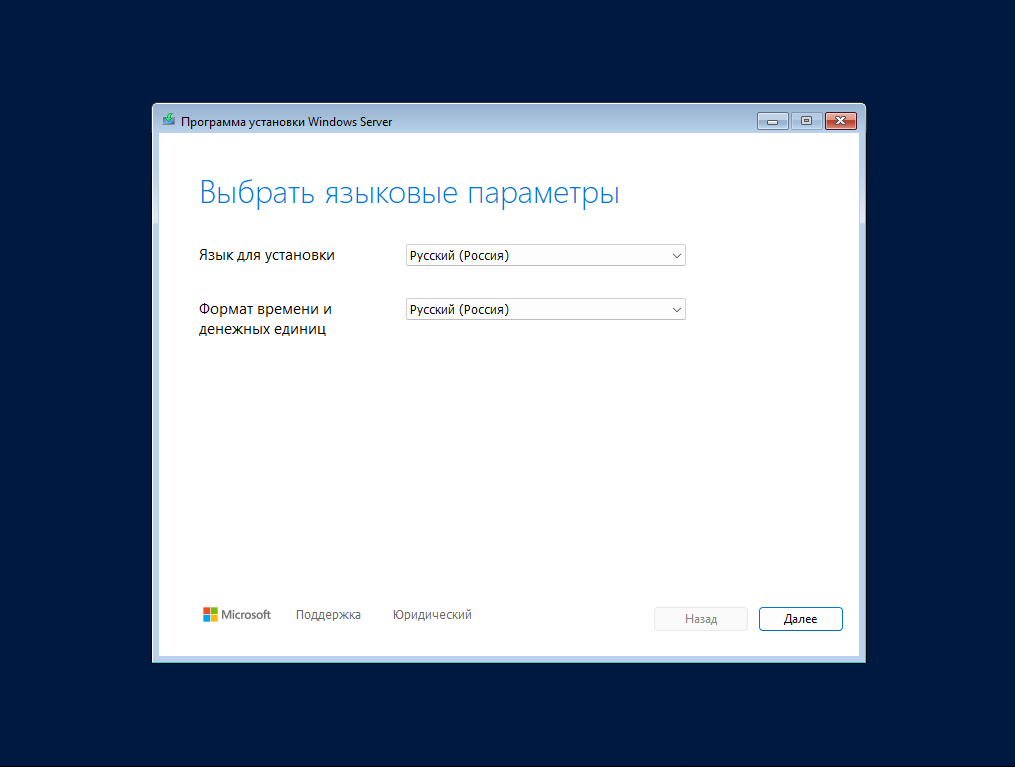 Программа установки Windows Server
Выбрать языковые параметры
Язык для установки
Русский (Россия)
Формат времени и
денежных единиц
Русский (Россия)
Microsoft
Поддержка
Юридический
Назад
Далее